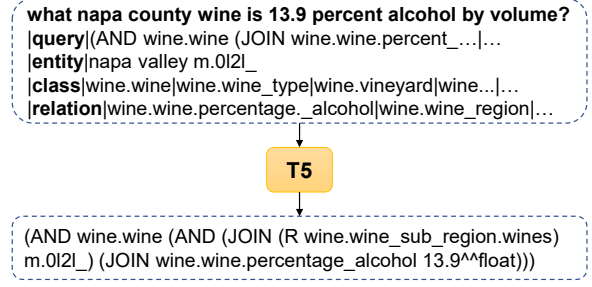 what napa county wine is 13.9 percent alcohol by volume?
|query|(AND wine.wine (JOIN wine.wine.percent_…|…
|entity|napa valley m.0l2l_
|class|wine.wine|wine.wine_type|wine.vineyard|wine...|…
|relation|wine.wine.percentage._alcohol|wine.wine_region|…
T5
(AND wine.wine (AND (JOIN (R wine.wine_sub_region.wines)
m.0l2l_) (JOIN wine.wine.percentage_alcohol 13.9^^float)))